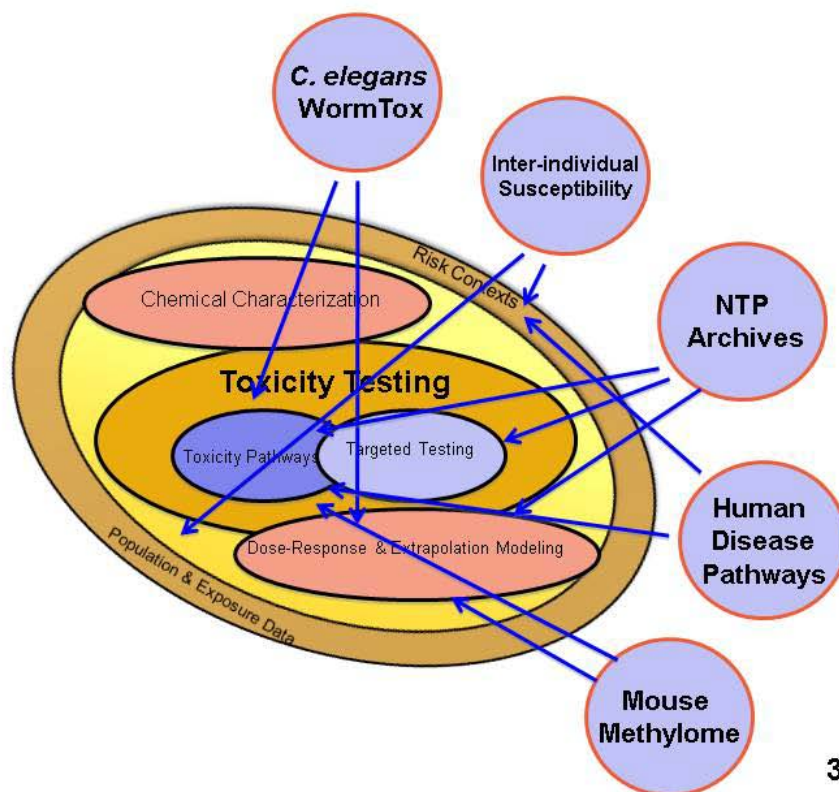 C. elegans
WormTox
Inter-individual
Susceptibility
Risk Contexts
Chemical Characterization
NTP
Archives
Toxicity Testing
Toxicity Pathways
Targeted Testing
Human
Disease
Pathways
Dose-Response & Extrapolation Modeling
Population & Exposure Data
Mouse
Methylome
3